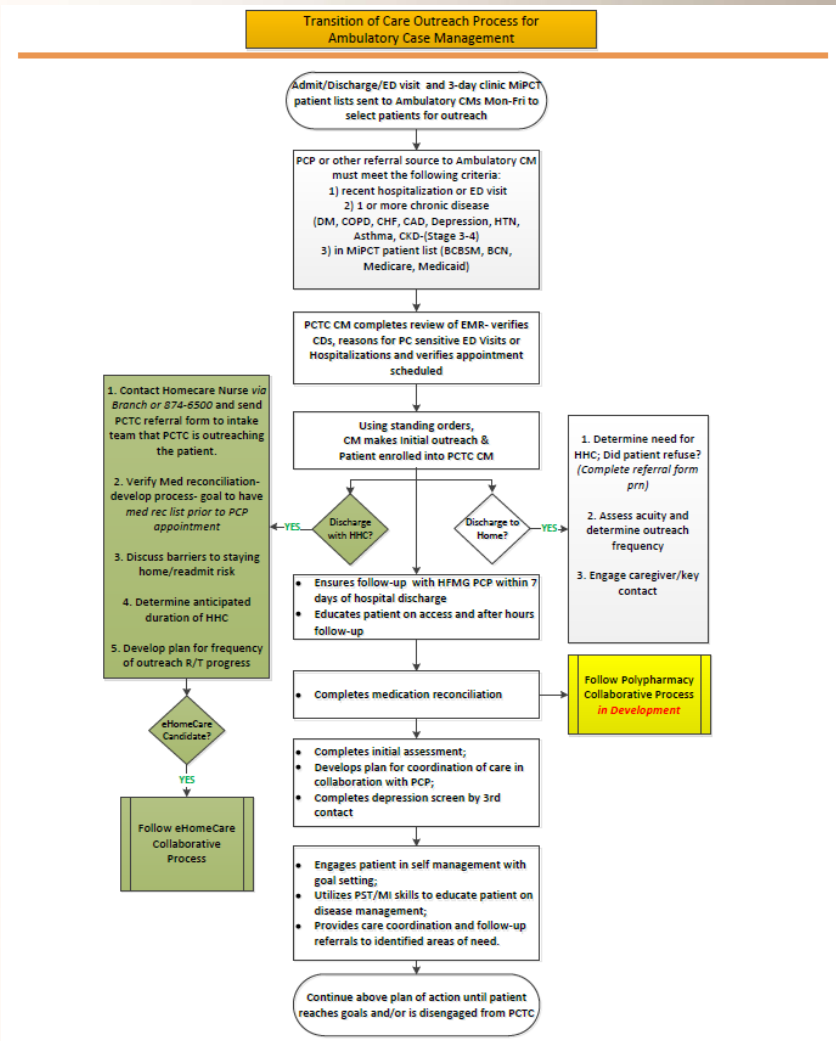 Transition of Care Outreach Process for
Ambulatory Case Management
Admit/Discharge/ED visit and 3-day clinic MiPCT
patient lists sent to Ambulatory CMs Mon-Fri to
select patients for outreach
PCP or other referral source to Ambulatory CM
must meet the following criteria:
1) recent hospitalization or ED visit
2) 1 or more chronic disease
(DM, COPD, CHF, CAD, Depression, HTN,
Asthma, CKD-(Stage 3-4)
3) in MiPCT patient list (BCBSM, BCN,
Medicare, Medicaid)
PCTC CM completes review of EMR- verifies
CDs, reasons for PC sensitive ED Visits or
Hospitalizations and verifies appointment
scheduled
1. Contact Homecare Nurse via
Branch or 874-6500 and send
PCTC referral form to intake
team that PCTC is outreaching
the patient.
2. Verify Med reconciliation-
develop process- goal to have
med rec list prior to PCP
appointment
3. Discuss barriers to staying
home/readmit risk
4. Determine anticipated
duration of HHC
5. Develop plan for frequency
of outreach R/T progress
Using standing orders,
CM makes Initial outreach &
Patient enrolled into PCTC CM
1. Determine need for
HHC; Did patient refuse?
(Complete referral form
prn)
2. Assess acuity and
determine outreach
frequency
3. Engage caregiver/key
contact
YES
Discharge
with HHC?
Discharge to
Home?
YES
• Ensures follow-up with HFMG PCP within 7
days of hospital discharge
• Educates patient on access and after hours
follow-up
• Completes medication reconciliation
Follow Polypharmacy
Collaborative Process
in Development
eHomeCare
Candidate?
YES
Follow eHomeCare
Collaborative
Process
• Completes initial assessment;
• Develops plan for coordination of care in
collaboration with PCP;
• Completes depression screen by 3rd
contact
• Engages patient in self management with
goal setting;
• Utilizes PST/MI skills to educate patient on
disease management;
• Provides care coordination and follow-up
referrals to identified areas of need.
Continue above plan of action until patient
reaches goals and/or is disengaged from PCTC